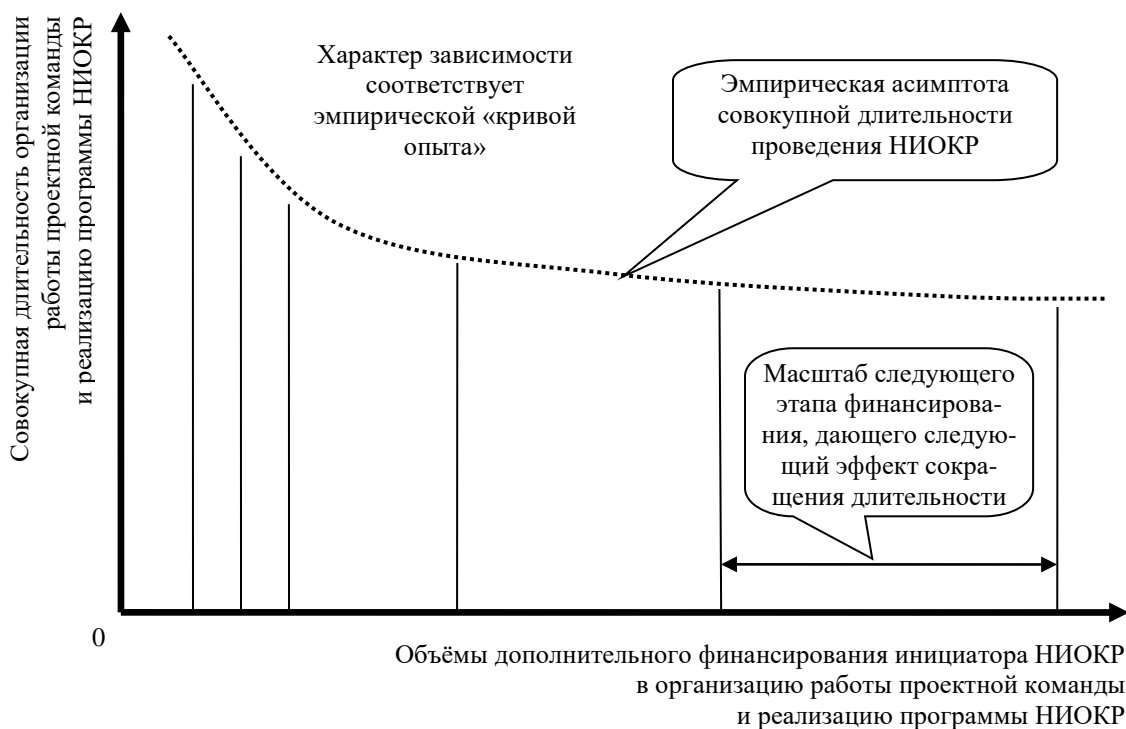 Совокупная длительность организации
работы проектной команды
и реализацию программы НИОКР
Характер зависимости
соответствует
эмпирической «кривой
опыта»
Эмпирическая асимптота
совокупной длительности
проведения НИОКР
Масштаб следующего
этапа финансирова-
ния, дающего следую-
щий эффект сокра-
щения длительности
0
Объёмы дополнительного финансирования инициатора НИОКР
в организацию работы проектной команды
и реализацию программы НИОКР